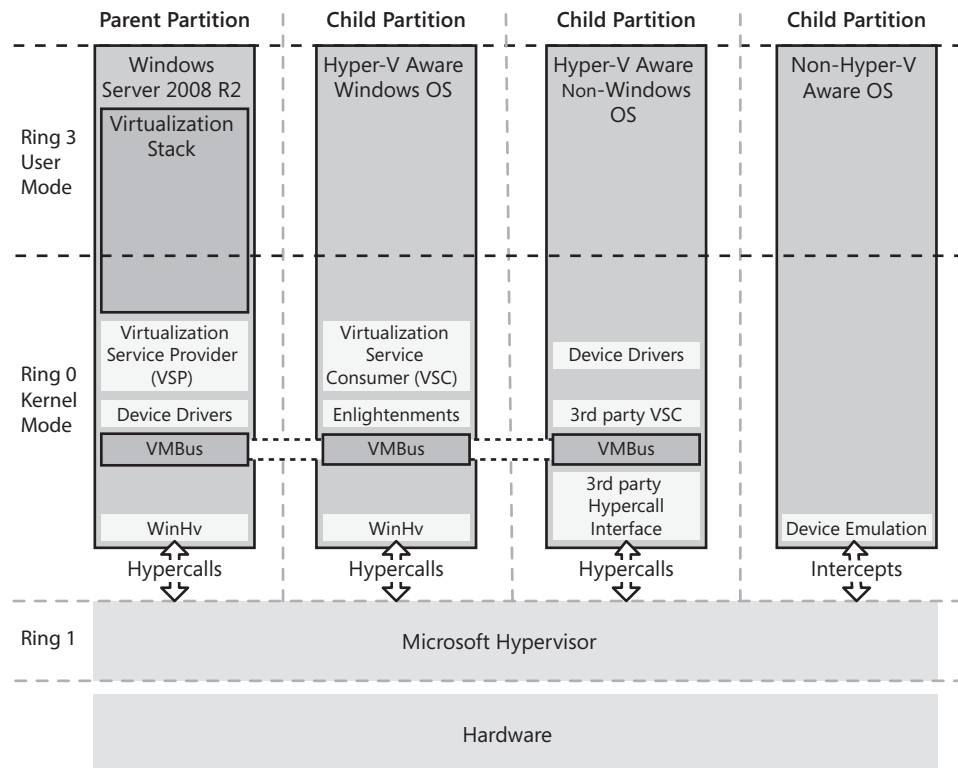 Parent Partition
Child Partition
Child Partition
Child Partition
Ring 3
User
Mode
Windows
Server 2008 R2
Virtualization
Stack
Hyper-V Aware
Windows OS
Hyper-V Aware
Non-Windows
OS
Non-Hyper-V
Aware OS
Ring 0
Kernel
Mode
Virtualization
Service Provider
(VSP)
Device Drivers
VMBus
WinHv
Virtualization
Service
Consumer (VSC)
Enlightenments
VMBus
WinHv
Device Drivers
3rd party VSC
VMBus
3rd party
Hypercall
Interface
Device Emulation
Hypercalls
Hypercalls
Hypercalls
Intercepts
Ring 1
Microsoft Hypervisor
Hardware